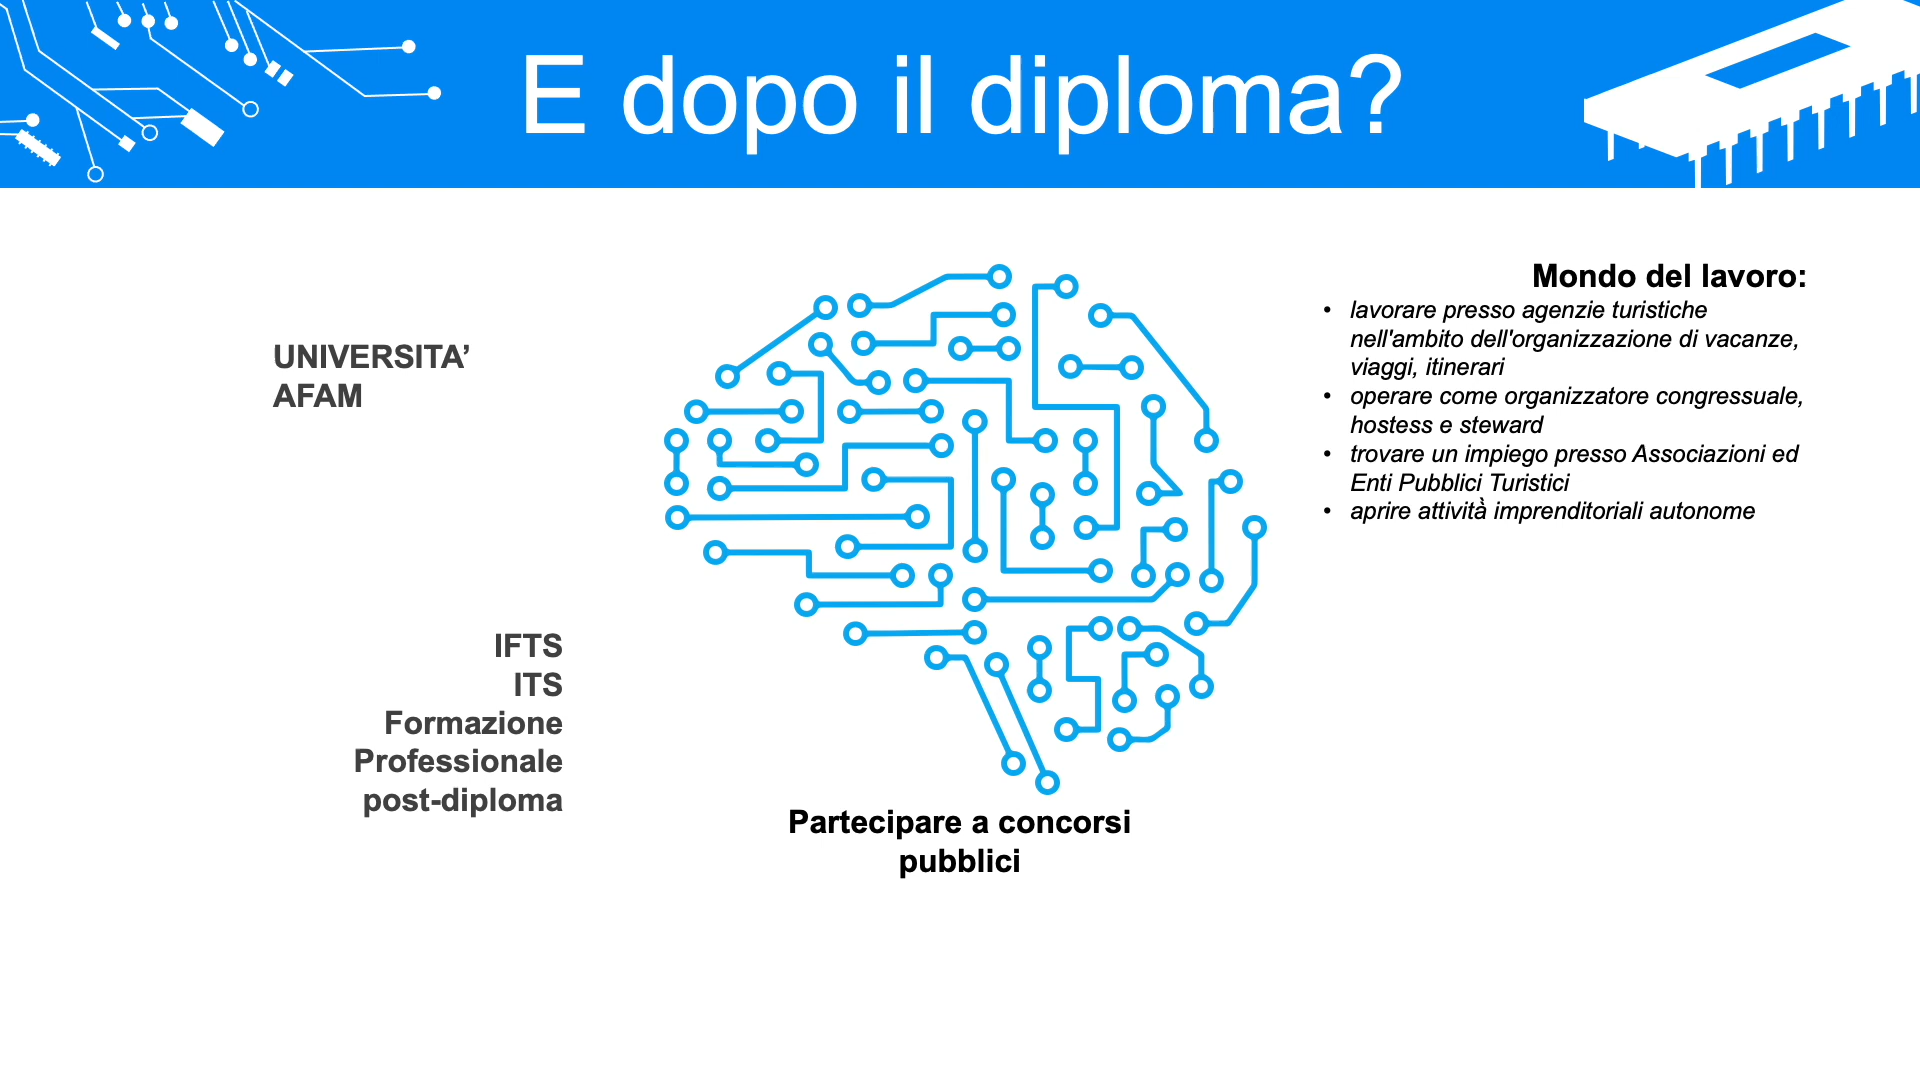 E dopo il diploma?
UNIVERSITA’
AFAM
IFTS
ITS
Formazione
Professionale
post-diploma
Partecipare a concorsi
pubblici
Mondo del lavoro:
• lavorare presso agenzie turistiche
nell'ambito dell'organizzazione di vacanze,
viaggi, itinerari
• operare come organizzatore congressuale,
hostess e steward
• trovare un impiego presso Associazioni ed
Enti Pubblici Turistici
• aprire attività imprenditoriali autonome